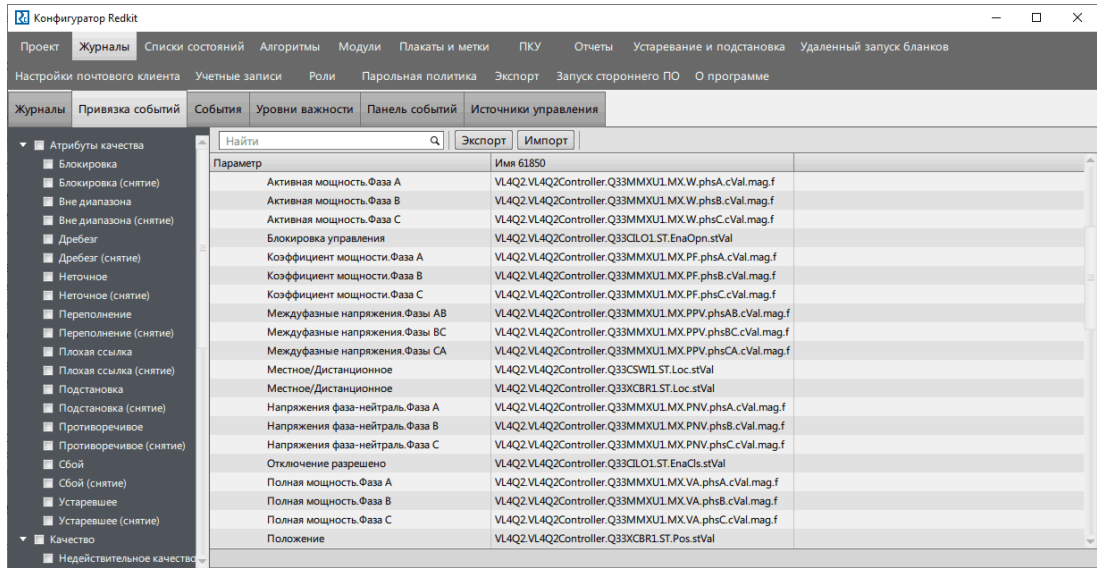 Конфигуратор Redkit
Проект Журналы Списки состояний Алгоритмы Модули Плакаты и метки ПКУ Отчеты Устаревание и подстановка Удаленный запуск бланков
Настройки почтового клиента Учетные записи Роли Парольная политика Экспорт Запуск стороннего ПО О программе
Журналы Привязка событий События Уровни важности Панель событий Источники управления
Атрибуты качества
Блокировка
Блокировка (снятие)
Вне диапазона
Вне диапазона (снятие)
Дребезг
Дребезг (снятие)
Неточное
Неточное (снятие)
Переполнение
Переполнение (снятие)
Плохая ссылка
Плохая ссылка (снятие)
Подстановка
Подстановка (снятие)
Противоречивое
Противоречивое (снятие)
Сбой
Сбой (снятие)
Устаревшее
Устаревшее (снятие)
Качество
Недействительное качество
Найти Экспорт Импорт
Параметр Имя 61850
Активная мощность.Фаза A VL4Q2.VL4Q2Controller.Q33MMXU1.MX.W.phsA.cVal.mag.f
Активная мощность.Фаза B VL4Q2.VL4Q2Controller.Q33MMXU1.MX.W.phsB.cVal.mag.f
Активная мощность.Фаза C VL4Q2.VL4Q2Controller.Q33MMXU1.MX.W.phsC.cVal.mag.f
Блокировка управления VL4Q2.VL4Q2Controller.Q33CILO1.ST.EnaOpn.stVal
Коэффициент мощности.Фаза A VL4Q2.VL4Q2Controller.Q33MMXU1.MX.PF.phsA.cVal.mag.f
Коэффициент мощности.Фаза B VL4Q2.VL4Q2Controller.Q33MMXU1.MX.PF.phsB.cVal.mag.f
Коэффициент мощности.Фаза C VL4Q2.VL4Q2Controller.Q33MMXU1.MX.PF.phsC.cVal.mag.f
Междуфазные напряжения.Фазы AB VL4Q2.VL4Q2Controller.Q33MMXU1.MX.PPV.phsAB.cVal.mag.f
Междуфазные напряжения.Фазы BC VL4Q2.VL4Q2Controller.Q33MMXU1.MX.PPV.phsBC.cVal.mag.f
Междуфазные напряжения.Фазы CA VL4Q2.VL4Q2Controller.Q33MMXU1.MX.PPV.phsCA.cVal.mag.f
Местное/Дистанционное VL4Q2.VL4Q2Controller.Q33CSWI1.ST.Loc.stVal
Местное/Дистанционное VL4Q2.VL4Q2Controller.Q33XCBR1.ST.Loc.stVal
Напряжения фаза-нейтраль.Фаза A VL4Q2.VL4Q2Controller.Q33MMXU1.MX.PNV.phsA.cVal.mag.f
Напряжения фаза-нейтраль.Фаза B VL4Q2.VL4Q2Controller.Q33MMXU1.MX.PNV.phsB.cVal.mag.f
Напряжения фаза-нейтраль.Фаза C VL4Q2.VL4Q2Controller.Q33MMXU1.MX.PNV.phsC.cVal.mag.f
Отключение разрешено VL4Q2.VL4Q2Controller.Q33CILO1.ST.EnaCls.stVal
Полная мощность.Фаза A VL4Q2.VL4Q2Controller.Q33MMXU1.MX.VA.phsA.cVal.mag.f
Полная мощность.Фаза B VL4Q2.VL4Q2Controller.Q33MMXU1.MX.VA.phsB.cVal.mag.f
Полная мощность.Фаза C VL4Q2.VL4Q2Controller.Q33MMXU1.MX.VA.phsC.cVal.mag.f
Положение VL4Q2.VL4Q2Controller.Q33XCBR1.ST.Pos.stVal